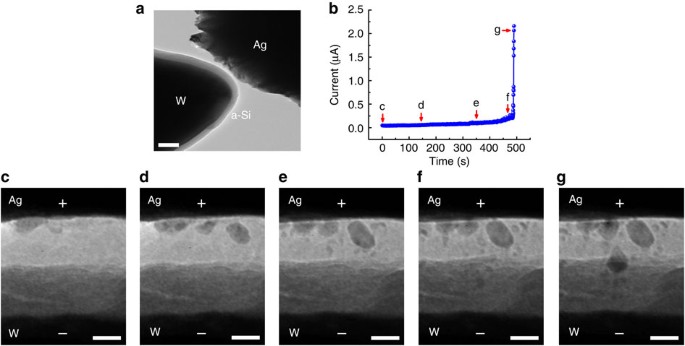 a
Ag
W
a-Si
b
Current (μA)
2.5
2.0
1.5
1.0
0.5
0.0
g
c
d
e
f
0 100 200 300 400 500
Time (s)
c
Ag +
W –
d
Ag +
W –
e
Ag +
W –
f
Ag +
W –
g
Ag +
W –